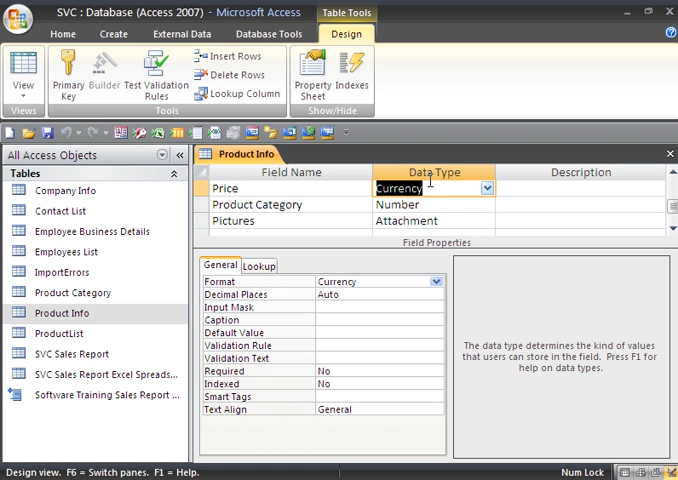 SVC : Database (Access 2007) - Microsoft Access
Table Tools
Home
Create
External Data
Database Tools
Design
View
Views
Primary Key
Builder
Test Validation Rules
Insert Rows
Delete Rows
Lookup Column
Tools
Property Sheet
Indexes
Show/Hide
All Access Objects
Tables
Company Info
Contact List
Employee Business Details
Employees List
ImportErrors
Product Category
Product Info
ProductList
SVC Sales Report
SVC Sales Report Excel Spreads...
Software Training Sales Report ...
Product Info
Field Name Data Type Description
Price Currency
Product Category Number
Pictures Attachment
Field Properties
General Lookup
Format Currency
Decimal Places Auto
Input Mask
Caption
Default Value
Validation Rule
Validation Text
Required No
Indexed No
Smart Tags
Text Align General
The data type determines the kind of values
that users can store in the field. Press F1 for
help on data types.
Design view. F6 = Switch panes. F1 = Help.
Num Lock